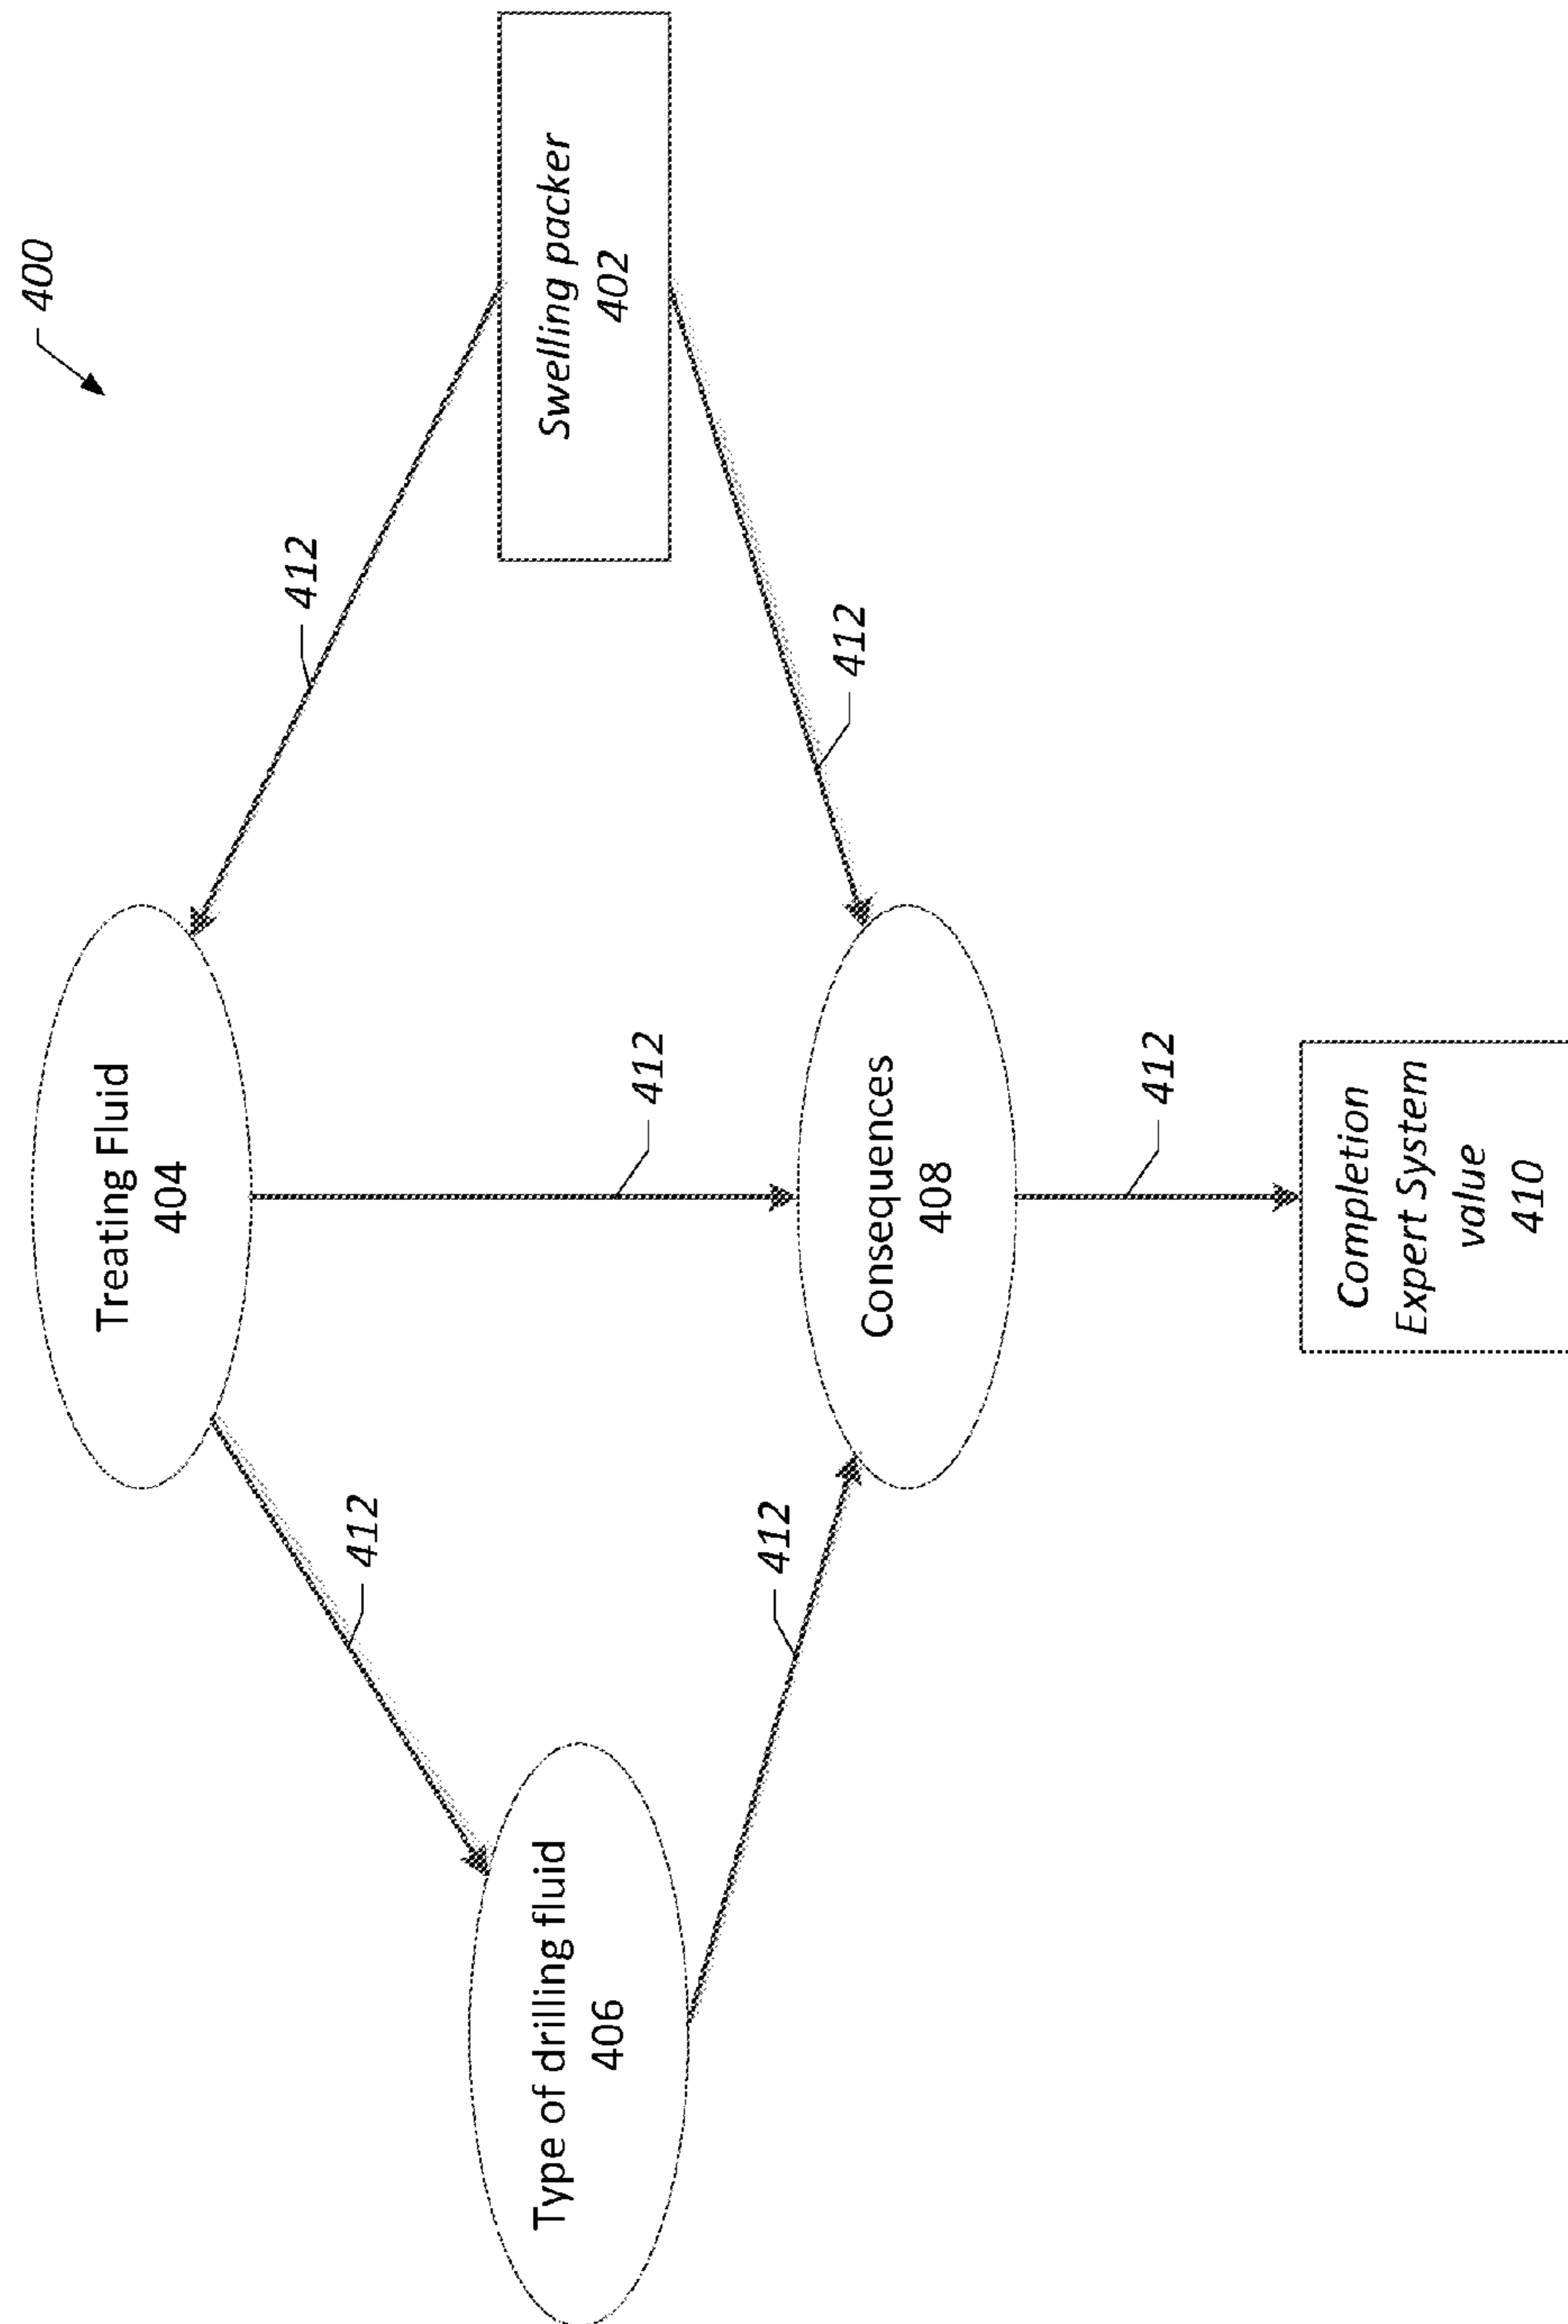 400
Treating Fluid
404
412
412
412
Type of drilling fluid
406
Swelling packer
402
412
412
Consequences
408
412
Completion
Expert System
value
410